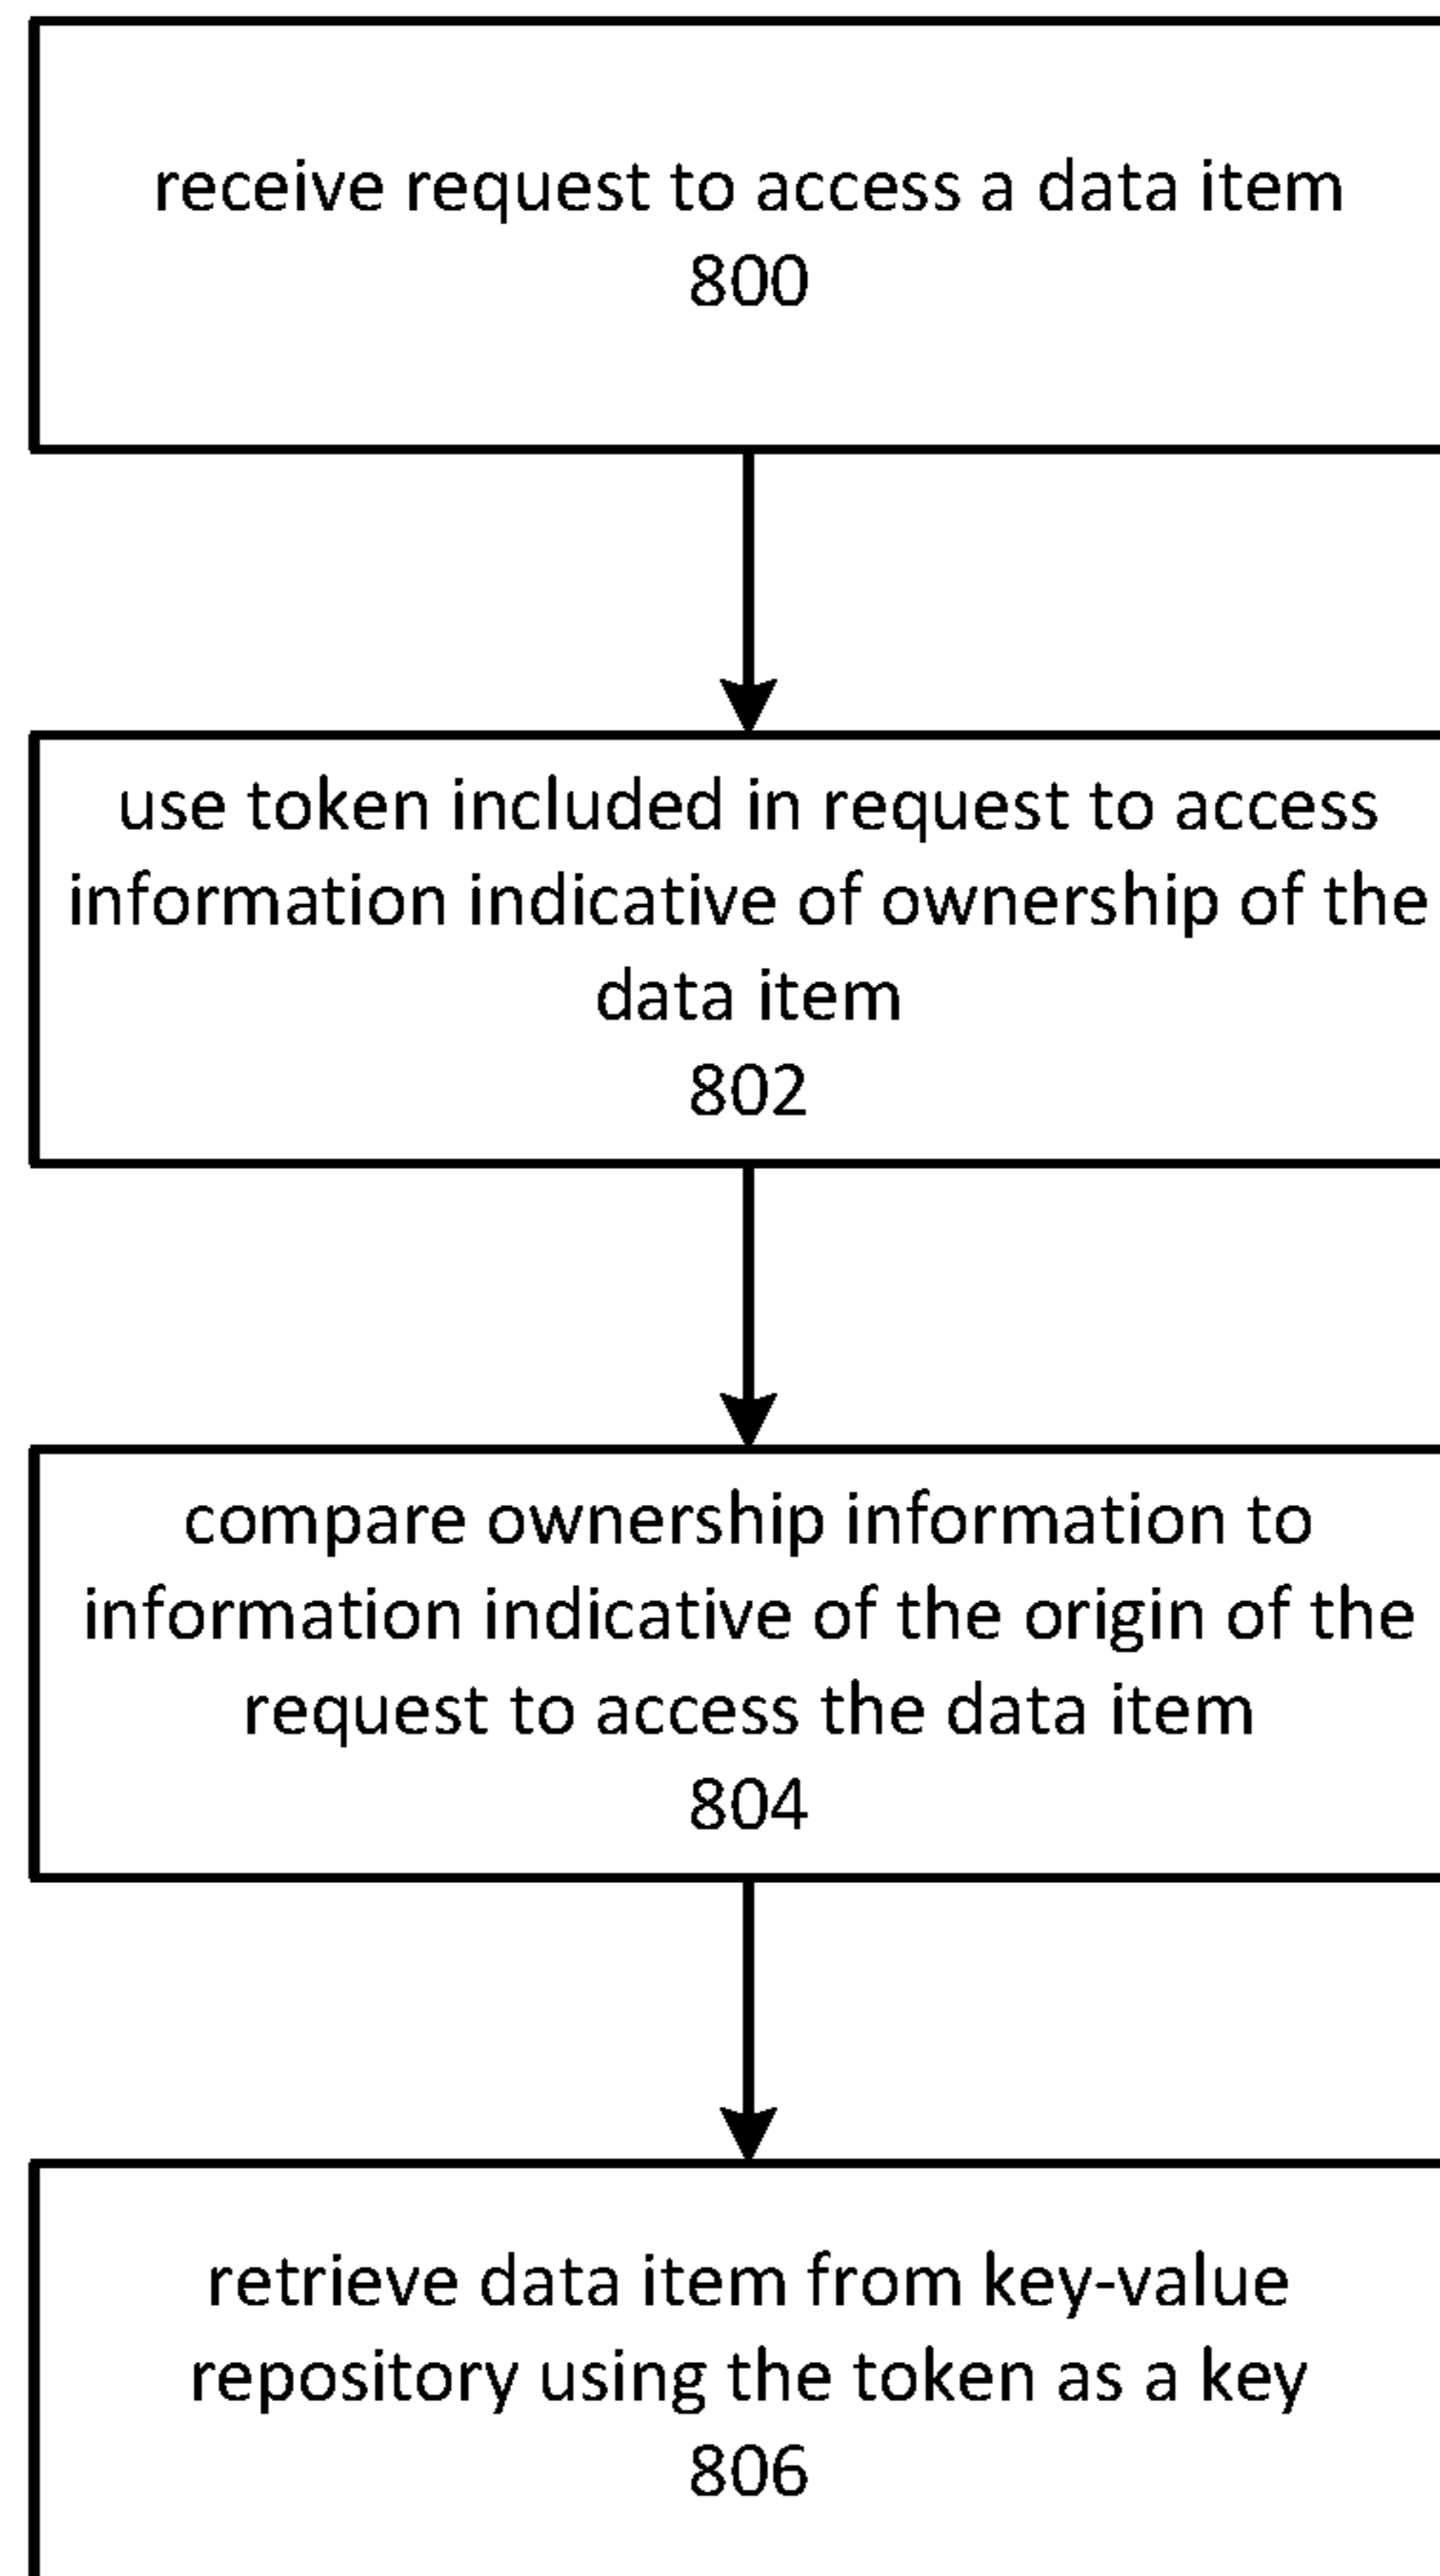 receive request to access a data item
800
use token included in request to access
information indicative of ownership of the
data item
802
compare ownership information to
information indicative of the origin of the
request to access the data item
804
retrieve data item from key-value
repository using the token as a key
806